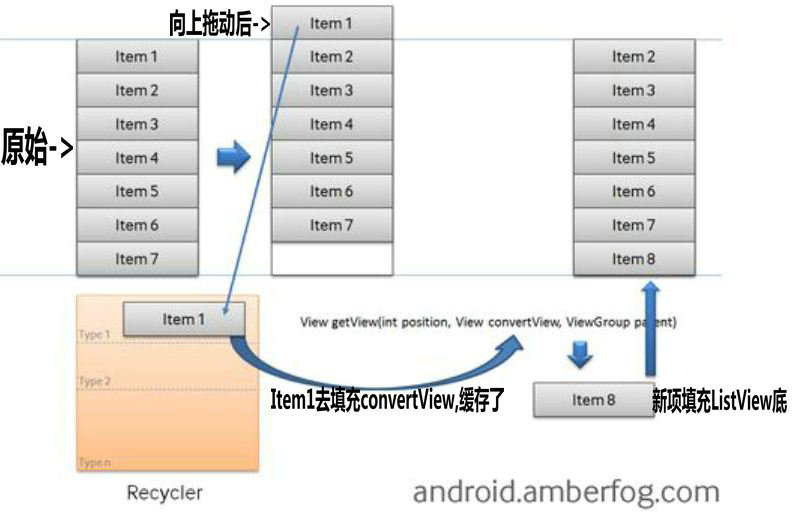 向上拖动后->
Item 1
Item 2
Item 3
Item 4
Item 5
Item 6
Item 7
原始->
Item 1
Item 2
Item 3
Item 4
Item 5
Item 6
Item 7
Item 2
Item 3
Item 4
Item 5
Item 6
Item 7
Item 8
Item 1
Type 1
Type 2
Type n
Recycler
View getView(int position, View convertView, ViewGroup parent)
Item1去填充convertView,缓存了
Item 8
新项填充ListView底
android.amberfog.com